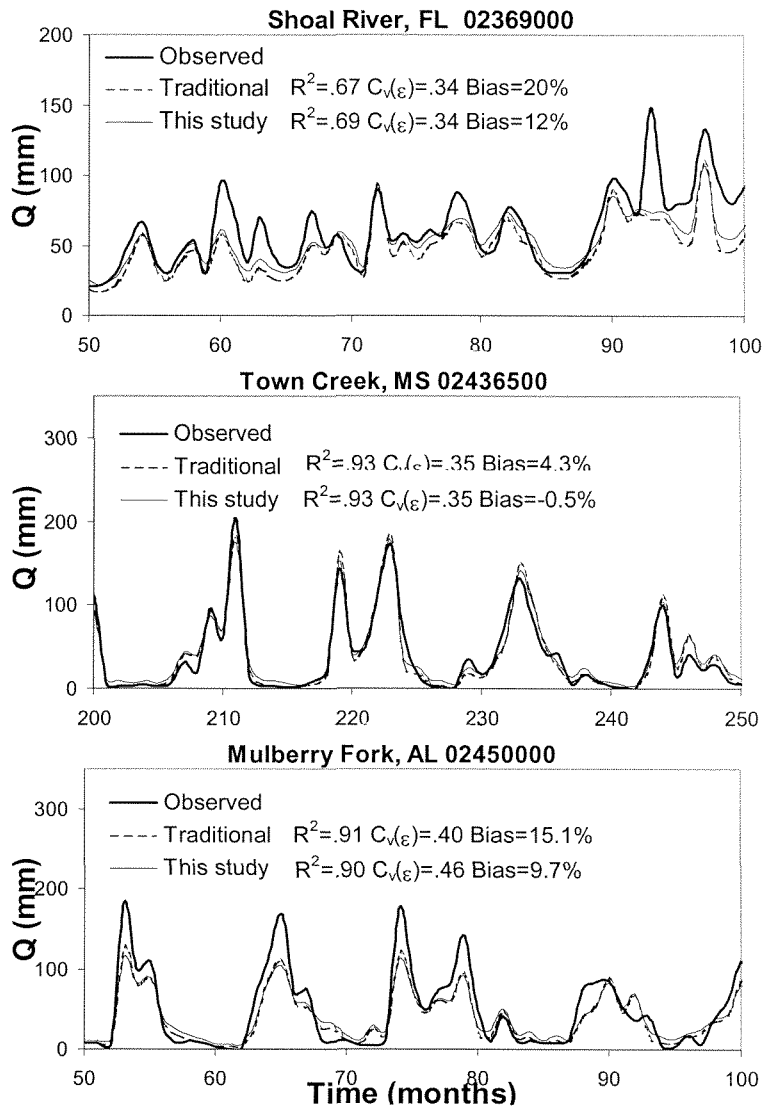 Shoal River, FL 02369000
200
150
100
50
0
Q (mm)
Observed
Traditional R²=.67 Cᵥ(ε)=.34 Bias=20%
This study R²=.69 Cᵥ(ε)=.34 Bias=12%
50 60 70 80 90 100
Town Creek, MS 02436500
300
200
100
0
Q (mm)
Observed
Traditional R²=.93 Cᵥ(ε)=.35 Bias=4.3%
This study R²=.93 Cᵥ(ε)=.35 Bias=-0.5%
200 210 220 230 240 250
Mulberry Fork, AL 02450000
300
200
100
0
Q (mm)
Observed
Traditional R²=.91 Cᵥ(ε)=.40 Bias=15.1%
This study R²=.90 Cᵥ(ε)=.46 Bias=9.7%
50 60 70 80 90 100
Time (months)